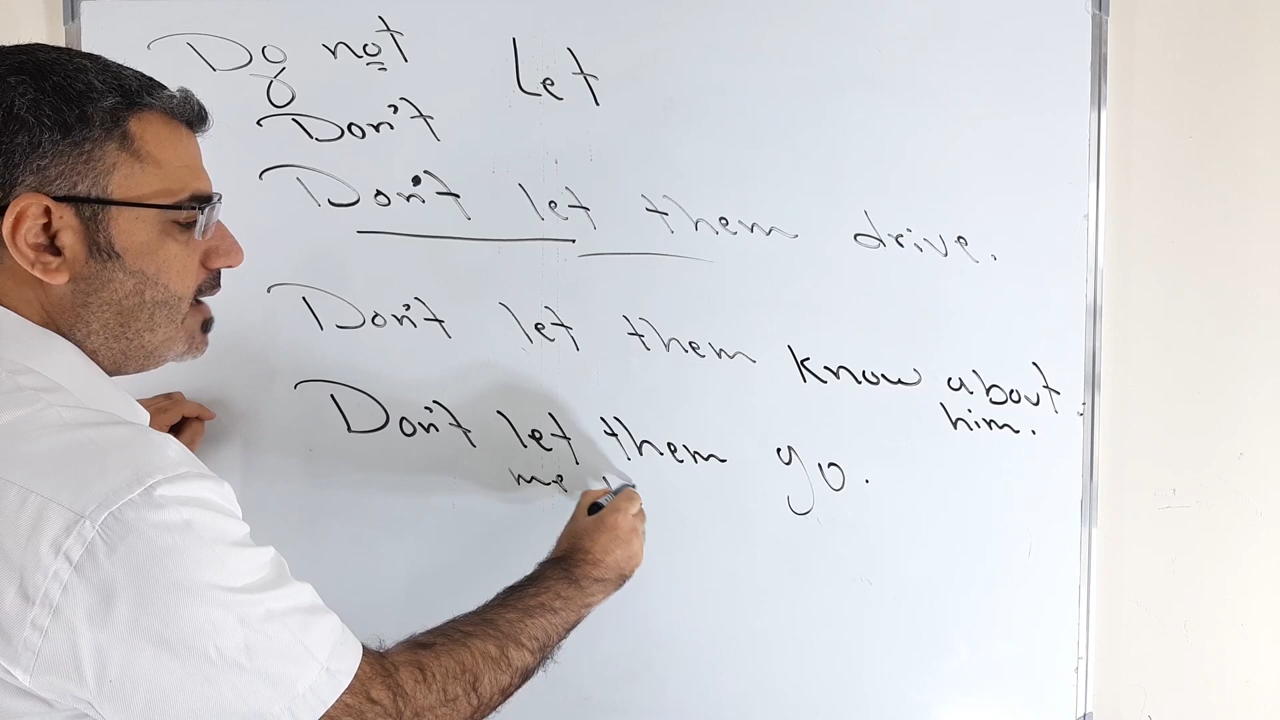 Do not Let
Don't
Don't let them drive.
Don't let them know about
him.
Don't let them go.
me